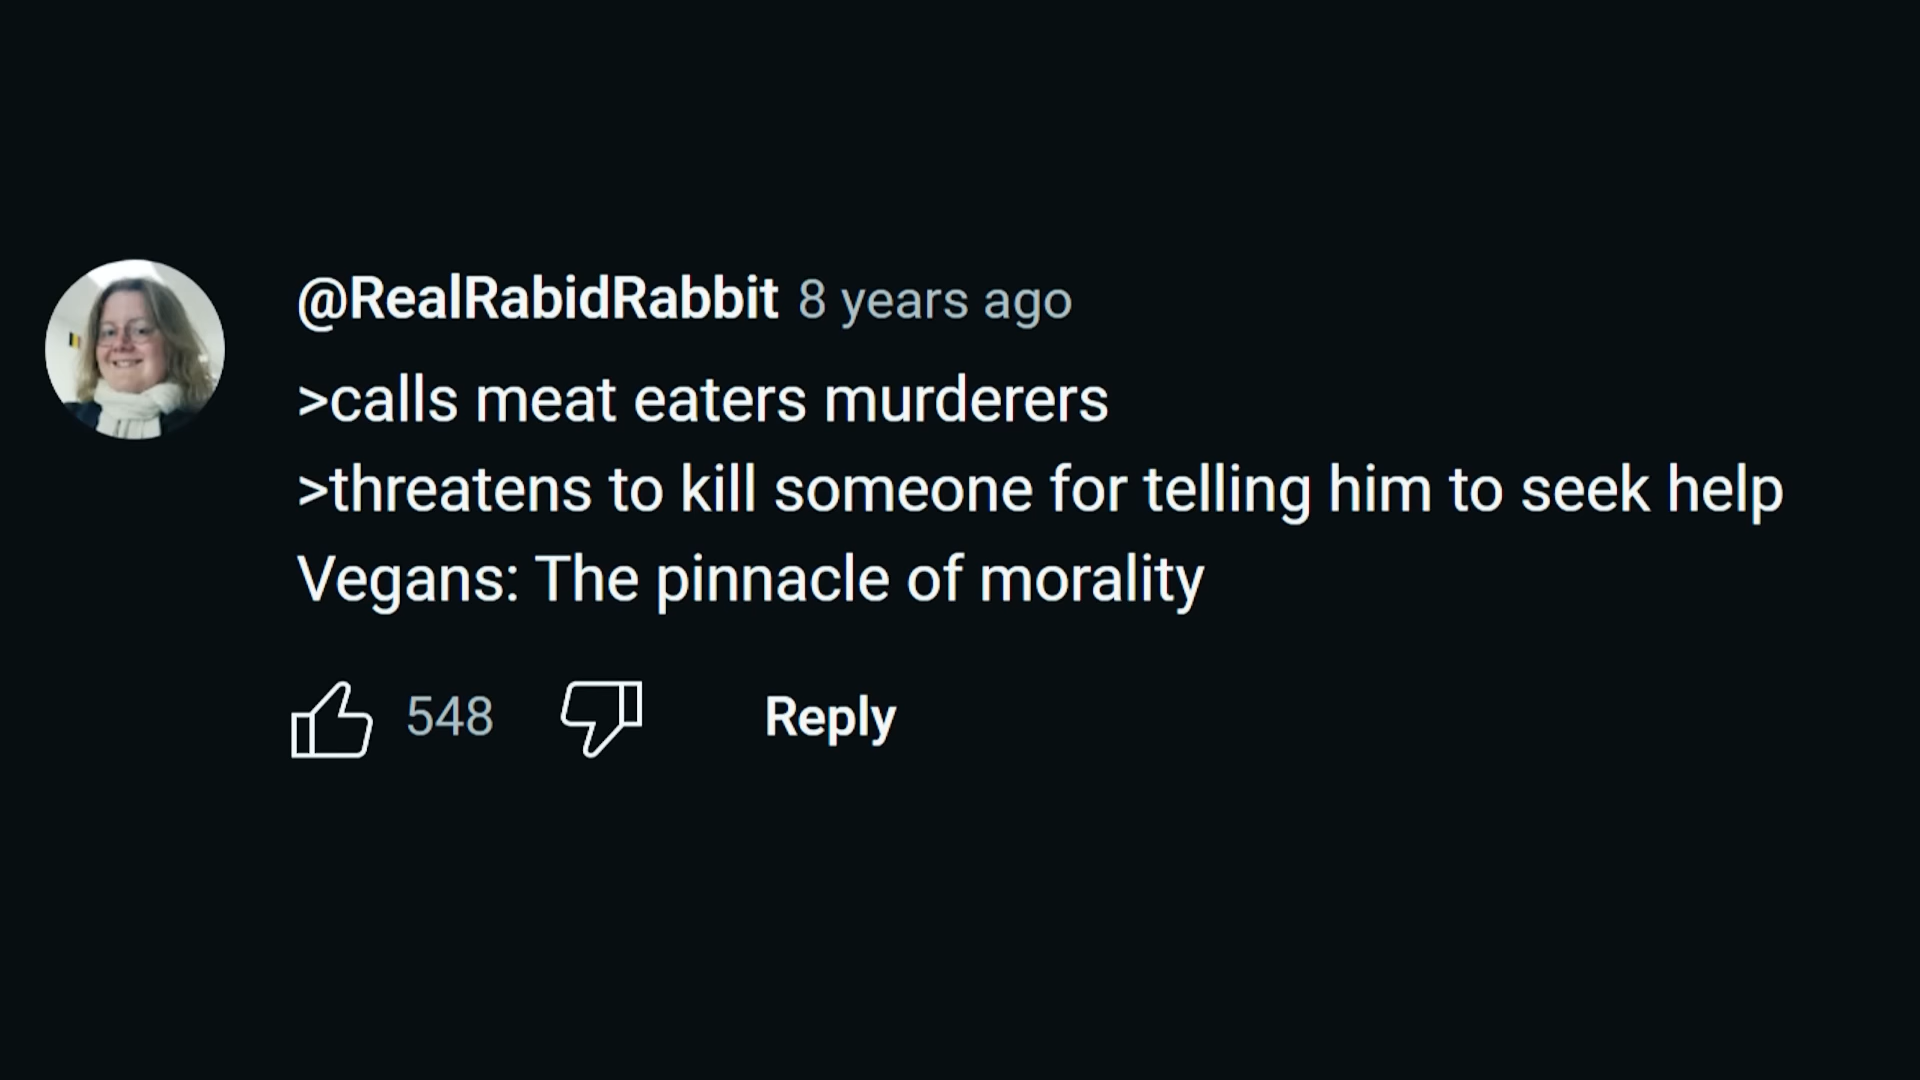 @RealRabidRabbit 8 years ago
>calls meat eaters murderers
>threatens to kill someone for telling him to seek help
Vegans: The pinnacle of morality
548 Reply